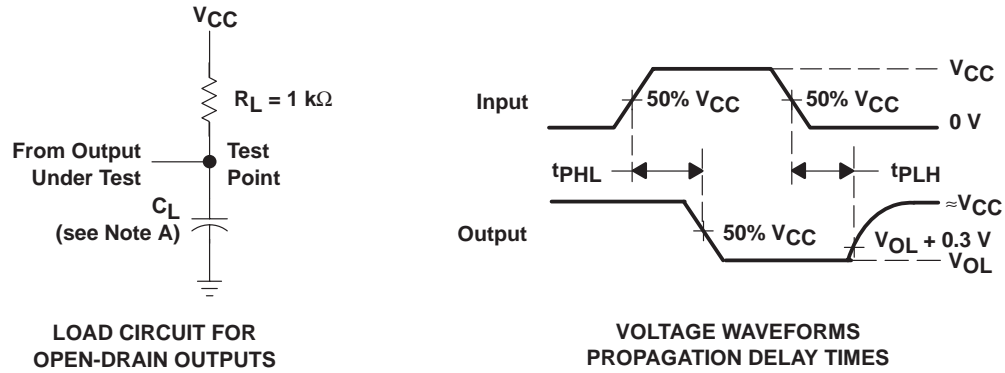 VCC
RL = 1 kΩ
From Output
Under Test
Test
Point
CL
(see Note A)
LOAD CIRCUIT FOR
OPEN-DRAIN OUTPUTS
Input
50% VCC
50% VCC
VCC
0 V
tPHL
tPLH
Output
50% VCC
≈VCC
VOL + 0.3 V
VOL
VOLTAGE WAVEFORMS
PROPAGATION DELAY TIMES